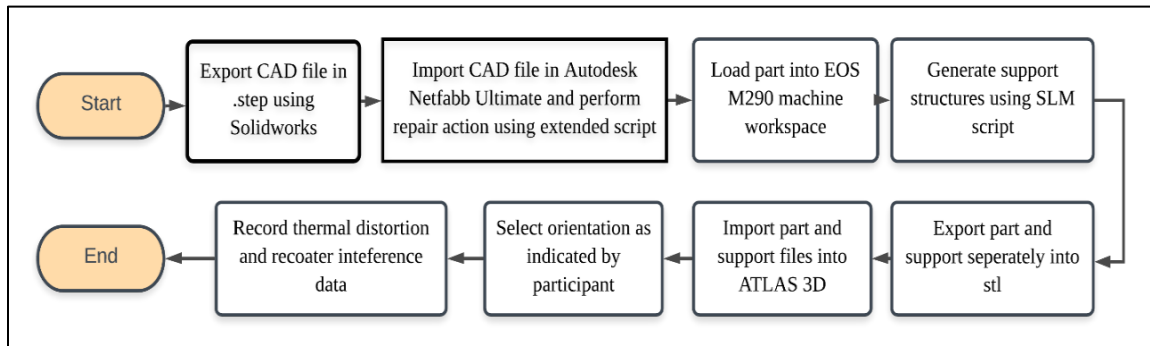 Start
Export CAD file in
.step using
Solidworks
Import CAD file in Autodesk
Netfabb Ultimate and perform
repair action using extended script
Load part into EOS
M290 machine
workspace
Generate support
structures using SLM
script
Export part and
support seperately into
stl
Import part and
support files into
ATLAS 3D
Select orientation as
indicated by
participant
Record thermal distortion
and recoater inteference
data
End